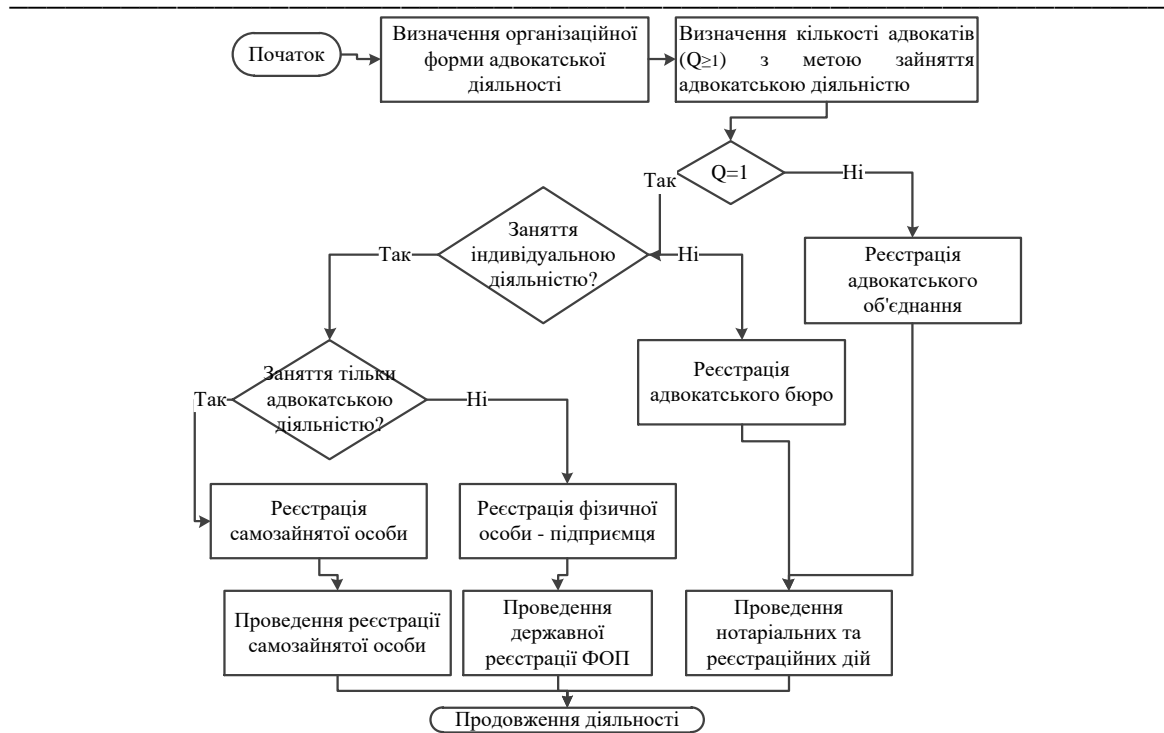 Початок
Визначення організаційної
форми адвокатської
діяльності
Визначення кількості адвокатів
(Q≥1) з метою зайняття
адвокатською діяльністю
Q=1
Так
Ні
Заняття
індивідуальною
діяльністю?
Так
Ні
Реєстрація
адвокатського
об'єднання
Заняття тільки
адвокатською
діяльністю?
Так
Ні
Реєстрація
адвокатського бюро
Реєстрація
самозайнятої особи
Реєстрація фізичної
особи - підприємця
Проведення реєстрації
самозайнятої особи
Проведення
державної
реєстрації ФОП
Проведення
нотаріальних та
реєстраційних дій
Продовження діяльності